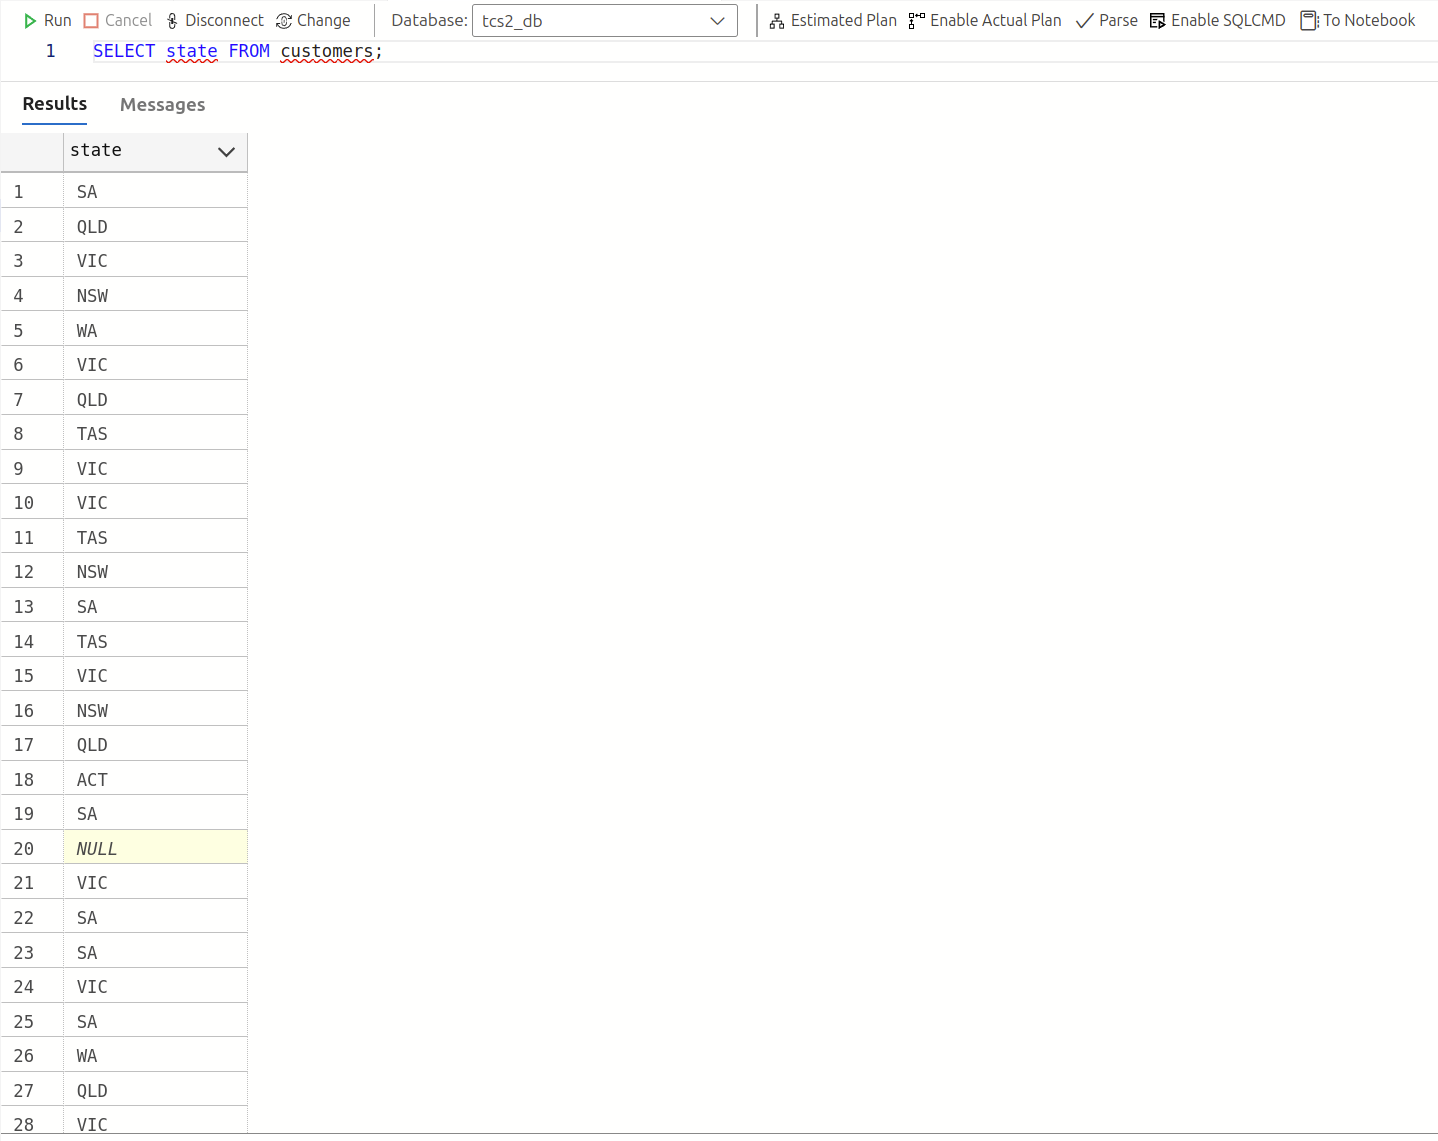 Run Cancel Disconnect Change Database: tcs2_db Estimated Plan Enable Actual Plan Parse Enable SQLCMD To Notebook
1 SELECT state FROM customers;
Results Messages
state
1 SA
2 QLD
3 VIC
4 NSW
5 WA
6 VIC
7 QLD
8 TAS
9 VIC
10 VIC
11 TAS
12 NSW
13 SA
14 TAS
15 VIC
16 NSW
17 QLD
18 ACT
19 SA
20 NULL
21 VIC
22 SA
23 SA
24 VIC
25 SA
26 WA
27 QLD
28 VIC